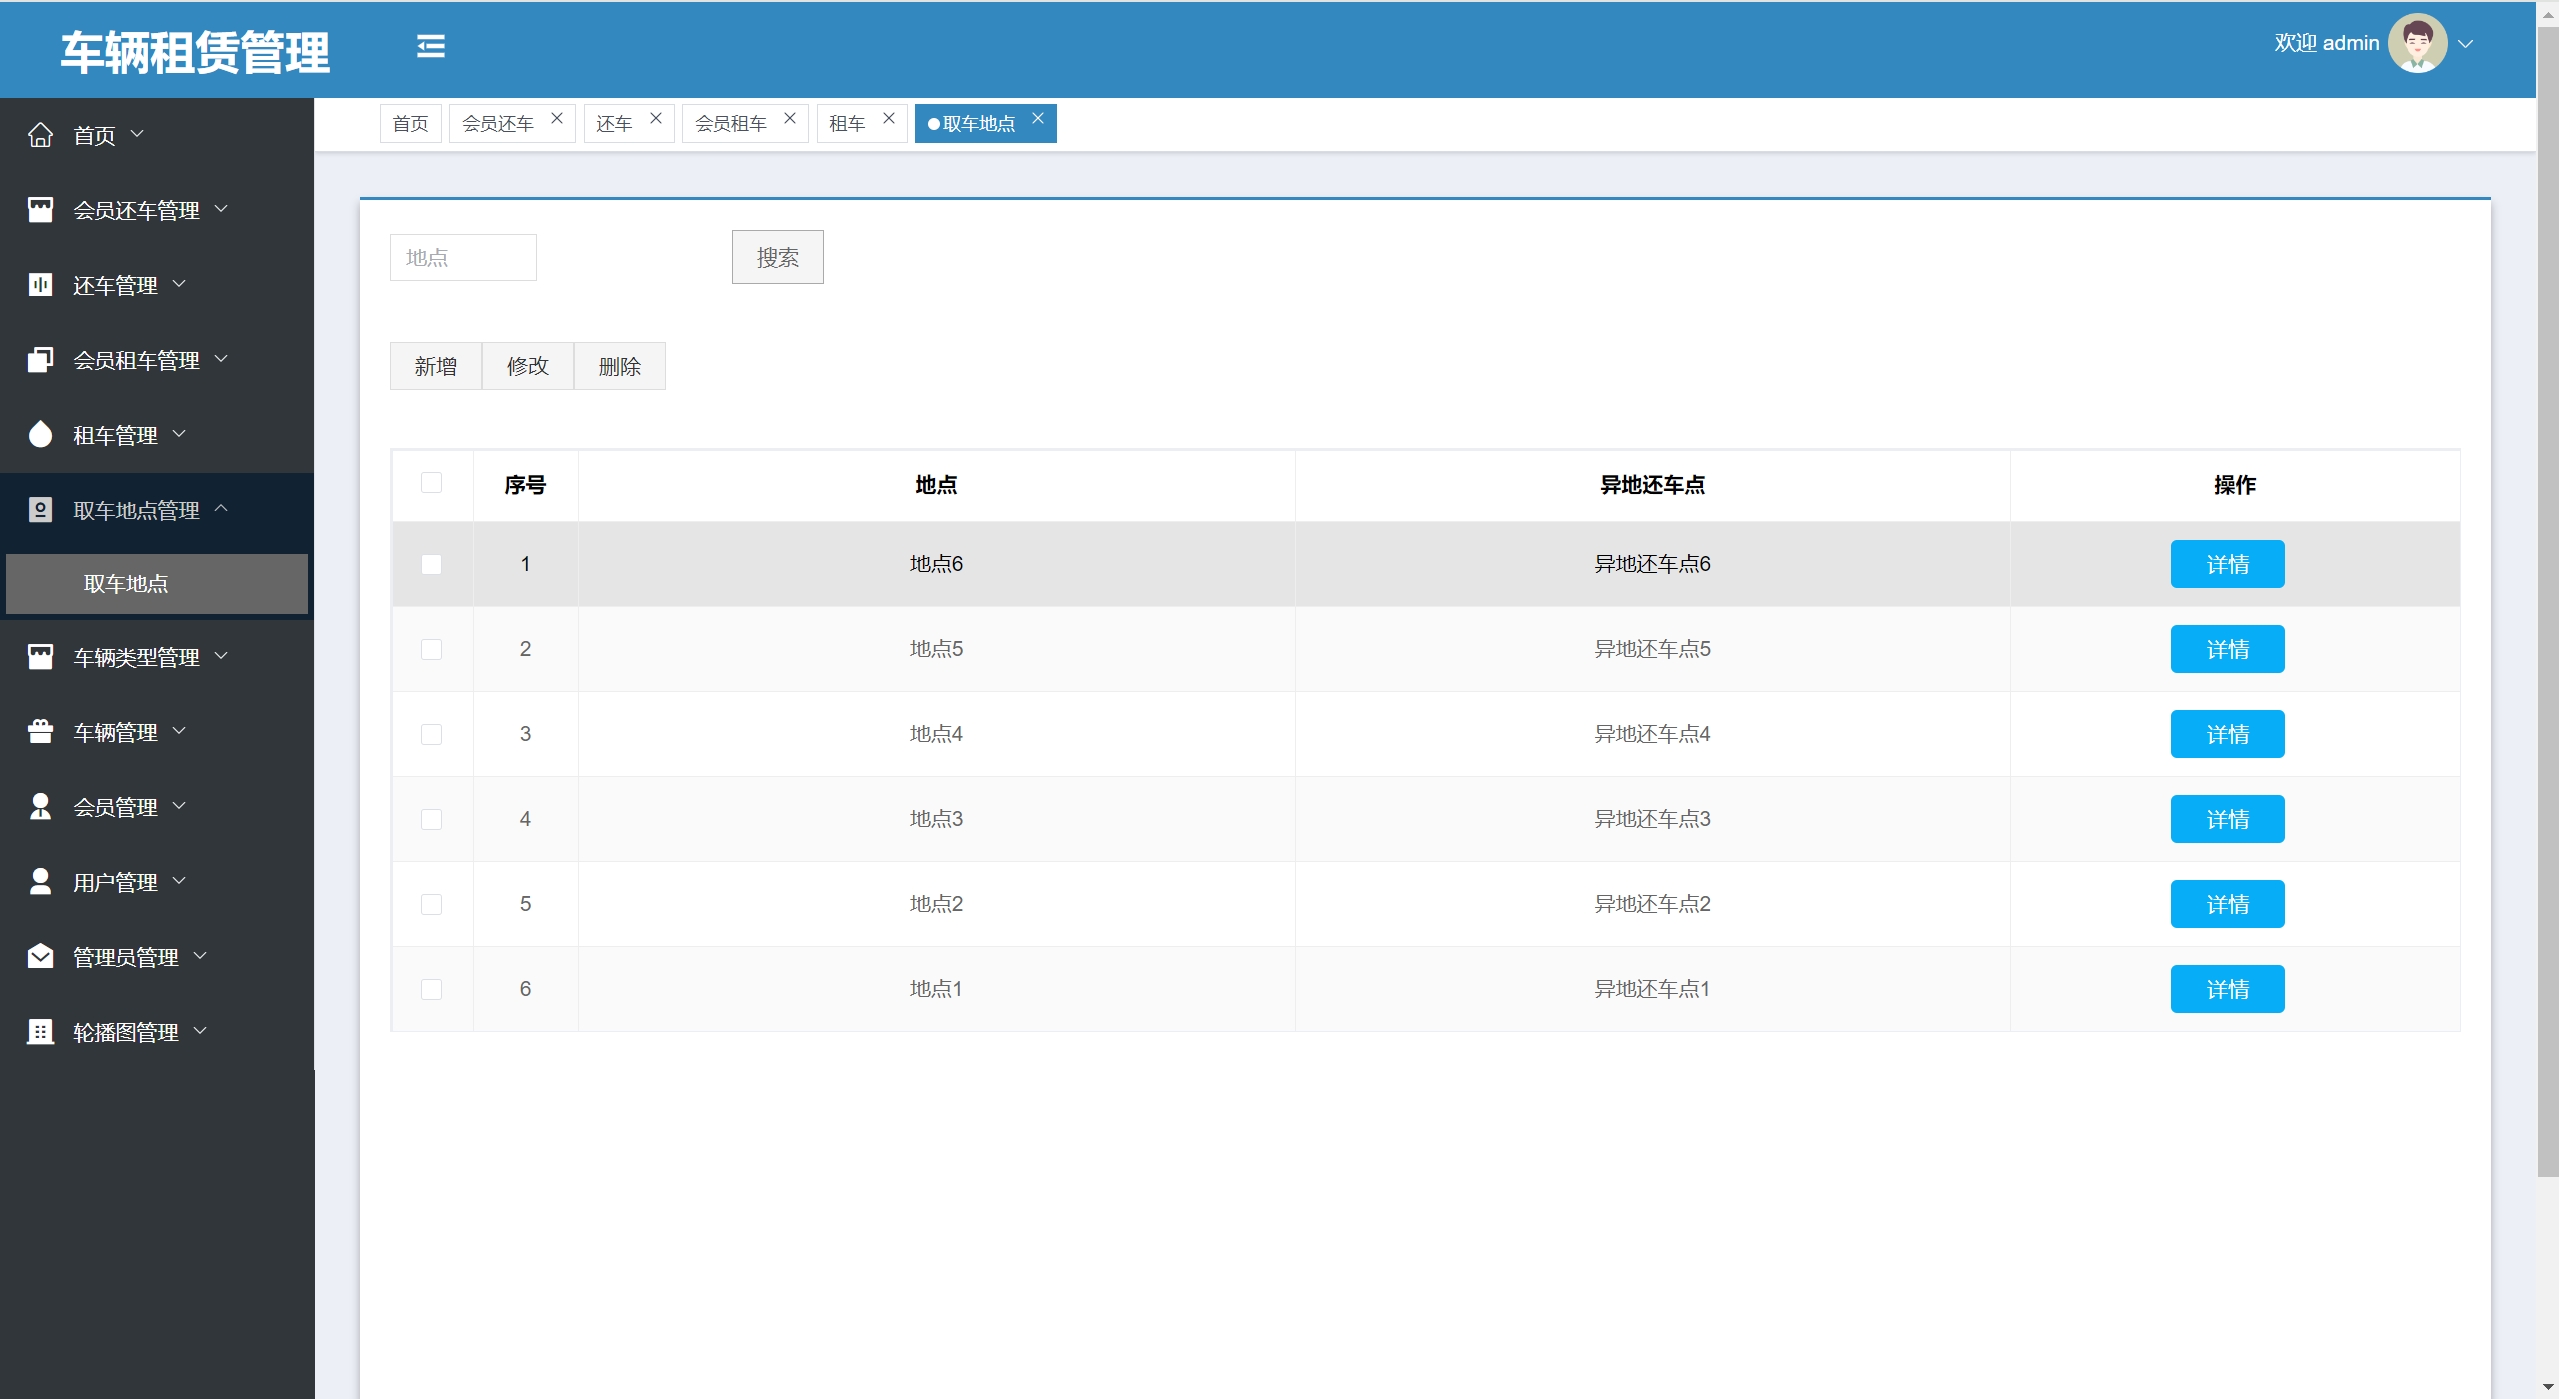 车辆租赁管理
欢迎 admin
首页
会员还车管理
还车管理
会员租车管理
租车管理
取车地点管理
取车地点
车辆类型管理
车辆管理
会员管理
用户管理
管理员管理
轮播图管理
首页 会员还车 还车 会员租车 租车 取车地点
地点 搜索
新增 修改 删除
序号 地点 异地还车点 操作
1 地点6 异地还车点6 详情
2 地点5 异地还车点5 详情
3 地点4 异地还车点4 详情
4 地点3 异地还车点3 详情
5 地点2 异地还车点2 详情
6 地点1 异地还车点1 详情